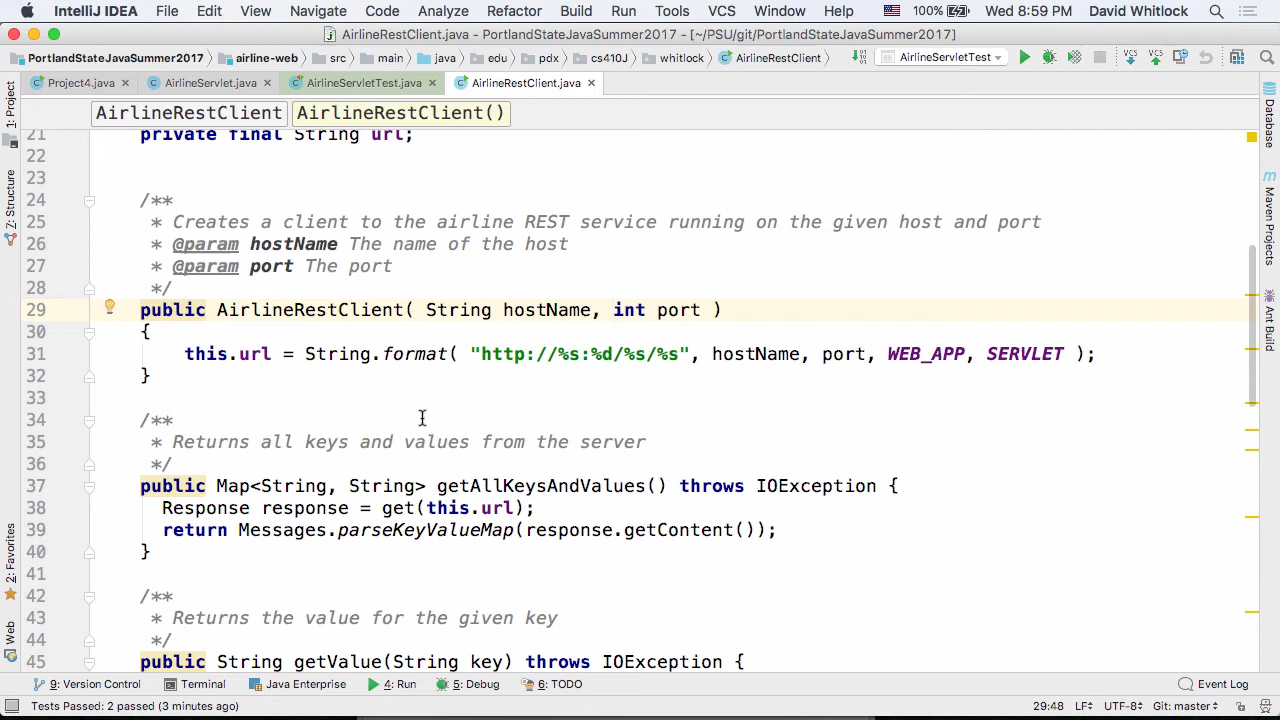 IntelliJ IDEA File Edit View Navigate Code Analyze Refactor Build Run Tools VCS Window Help 100% Wed 8:59 PM David Whitlock
AirlineRestClient.java - PortlandStateJavaSummer2017 - [~/PSU/git/PortlandStateJavaSummer2017]
PortlandStateJavaSummer2017 airline-web src main java edu pdx cs410J whitlock AirlineRestClient AirlineServletTest VCS VCS
Project4.java AirlineServlet.java AirlineServletTest.java AirlineRestClient.java
1: Project
Z: Structure
2: Favorites
Web
AirlineRestClient AirlineRestClient()
21 private final String url;
22
23
24 /**
25 * Creates a client to the airline REST service running on the given host and port
26 * @param hostName The name of the host
27 * @param port The port
28 */
29 public AirlineRestClient( String hostName, int port )
30 {
31 this.url = String.format( "http://%s:%d/%s/%s", hostName, port, WEB_APP, SERVLET );
32 }
33
34 /**
35 * Returns all keys and values from the server
36 */
37 public Map<String, String> getAllKeysAndValues() throws IOException {
38 Response response = get(this.url);
39 return Messages.parseKeyValueMap(response.getContent());
40 }
41
42 /**
43 * Returns the value for the given key
44 */
45 public String getValue(String key) throws IOException {
Database
Maven Projects
Ant Build
9: Version Control Terminal Java Enterprise 4: Run 5: Debug 6: TODO Event Log
Tests Passed: 2 passed (3 minutes ago) 29:48 LF UTF-8 Git: master